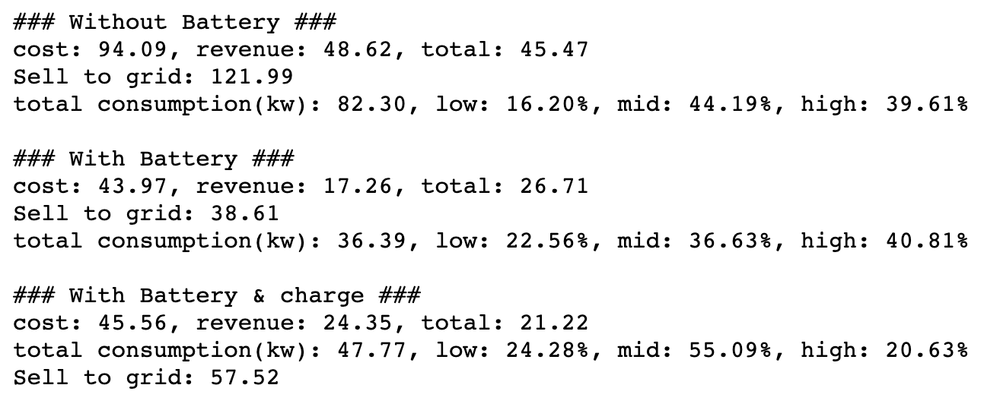 ### Without Battery ###
cost: 94.09, revenue: 48.62, total: 45.47
Sell to grid: 121.99
total consumption(kw): 82.30, low: 16.20%, mid: 44.19%, high: 39.61%
### With Battery ###
cost: 43.97, revenue: 17.26, total: 26.71
Sell to grid: 38.61
total consumption(kw): 36.39, low: 22.56%, mid: 36.63%, high: 40.81%
### With Battery & charge ###
cost: 45.56, revenue: 24.35, total: 21.22
total consumption(kw): 47.77, low: 24.28%, mid: 55.09%, high: 20.63%
Sell to grid: 57.52